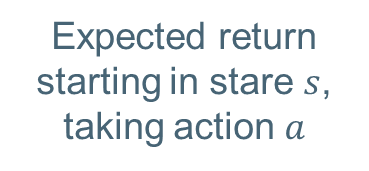 Expected return
starting in stare s,
taking action a